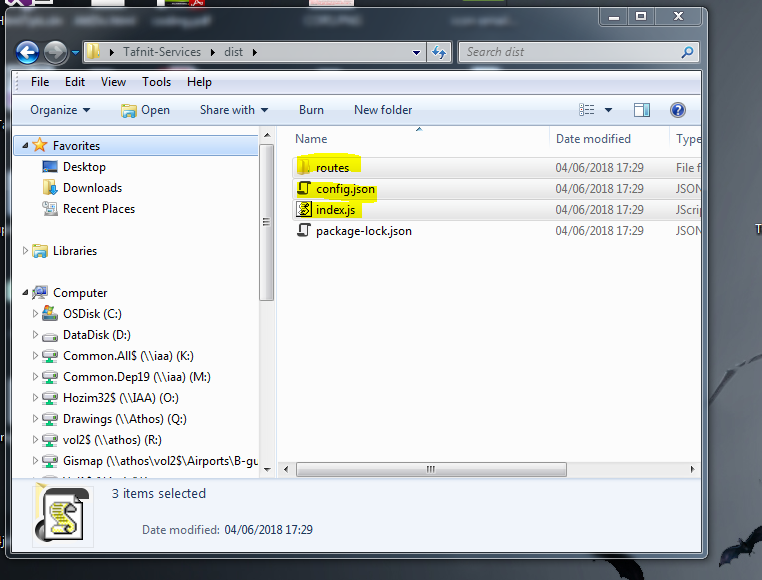 Tafnit-Services dist
Search dist
File Edit View Tools Help
Organize Open Share with Burn New folder
Name Date modified Type
Favorites
Desktop
Downloads
Recent Places
Libraries
Computer
OSDisk (C:)
DataDisk (D:)
Common.All$ (\\iaa) (K:)
Common.Dep19 (\\iaa) (M:)
Hozim32$ (\\IAA) (O:)
Drawings (\\Athos) (Q:)
vol2$ (\\athos) (R:)
Gismap (\\athos\vol2$\Airports\B-gu
routes 04/06/2018 17:29 File f
config.json 04/06/2018 17:29 JSON
index.js 04/06/2018 17:29 JScri
package-lock.json 04/06/2018 17:29 JSON
3 items selected
Date modified: 04/06/2018 17:29